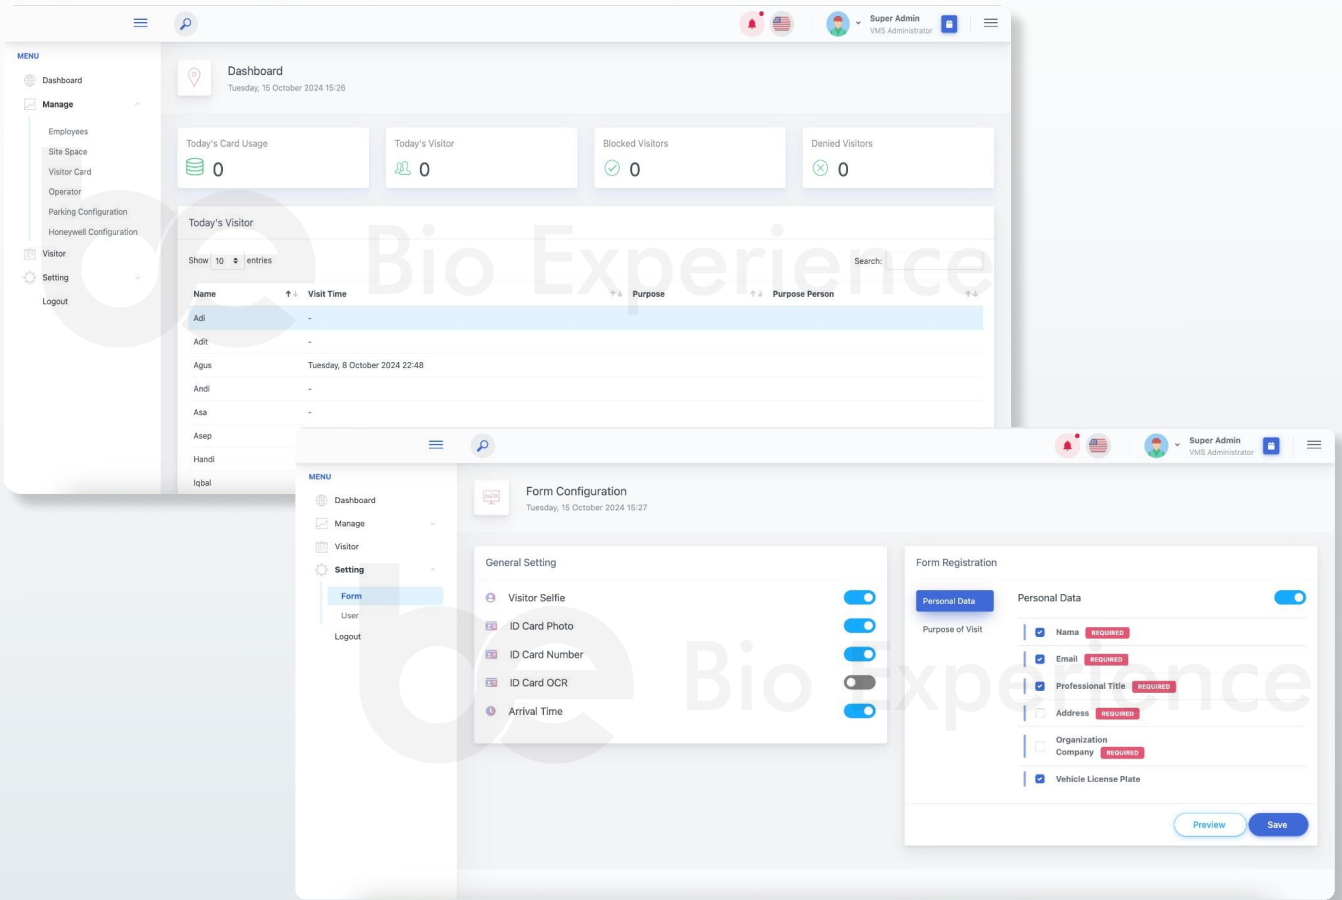 Super Admin
VMS Administrator
MENU
Dashboard
Manage
Employees
Site Space
Visitor Card
Operator
Parking Configuration
Honeywell Configuration
Visitor
Setting
Logout
Dashboard
Tuesday, 15 October 2024 15:26
Today's Card Usage
0
Today's Visitor
0
Blocked Visitors
0
Denied Visitors
0
Today's Visitor
Show 10 entries
Search:
Name Visit Time Purpose Purpose Person
Adi -
Adit -
Agus Tuesday, 8 October 2024 22:48
Andi -
Asa -
Asep
Handi
Iqbal
be Bio Experience
Super Admin
VMS Administrator
MENU
Dashboard
Manage
Visitor
Setting
Form
User
Logout
Form Configuration
Tuesday, 15 October 2024 15:27
General Setting
Visitor Selfie
ID Card Photo
ID Card Number
ID Card OCR
Arrival Time
Form Registration
Personal Data
Purpose of Visit
Personal Data
Nama REQUIRED
Email REQUIRED
Professional Title REQUIRED
Address REQUIRED
Organization
Company REQUIRED
Vehicle License Plate
Preview Save
be Bio Experience